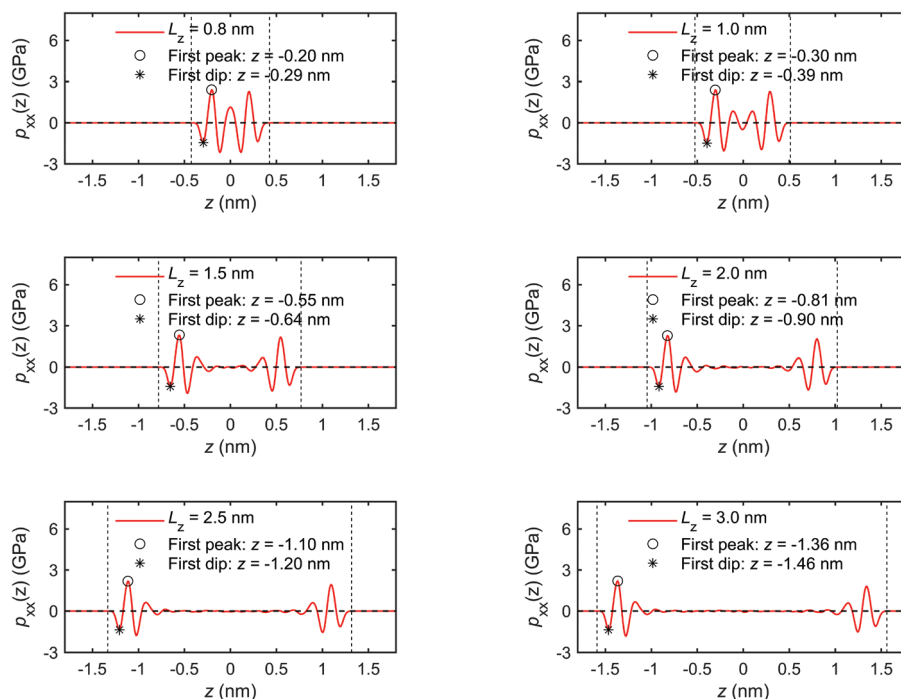 L_z = 0.8 nm
First peak: z = -0.20 nm
First dip: z = -0.29 nm
p_xx(z) (GPa)
6
3
0
-3
-1.5 -1 -0.5 0 0.5 1 1.5
z (nm)
L_z = 1.0 nm
First peak: z = -0.30 nm
First dip: z = -0.39 nm
p_xx(z) (GPa)
6
3
0
-3
-1.5 -1 -0.5 0 0.5 1 1.5
z (nm)
L_z = 1.5 nm
First peak: z = -0.55 nm
First dip: z = -0.64 nm
p_xx(z) (GPa)
6
3
0
-3
-1.5 -1 -0.5 0 0.5 1 1.5
z (nm)
L_z = 2.0 nm
First peak: z = -0.81 nm
First dip: z = -0.90 nm
p_xx(z) (GPa)
6
3
0
-3
-1.5 -1 -0.5 0 0.5 1 1.5
z (nm)
L_z = 2.5 nm
First peak: z = -1.10 nm
First dip: z = -1.20 nm
p_xx(z) (GPa)
6
3
0
-3
-1.5 -1 -0.5 0 0.5 1 1.5
z (nm)
L_z = 3.0 nm
First peak: z = -1.36 nm
First dip: z = -1.46 nm
p_xx(z) (GPa)
6
3
0
-3
-1.5 -1 -0.5 0 0.5 1 1.5
z (nm)